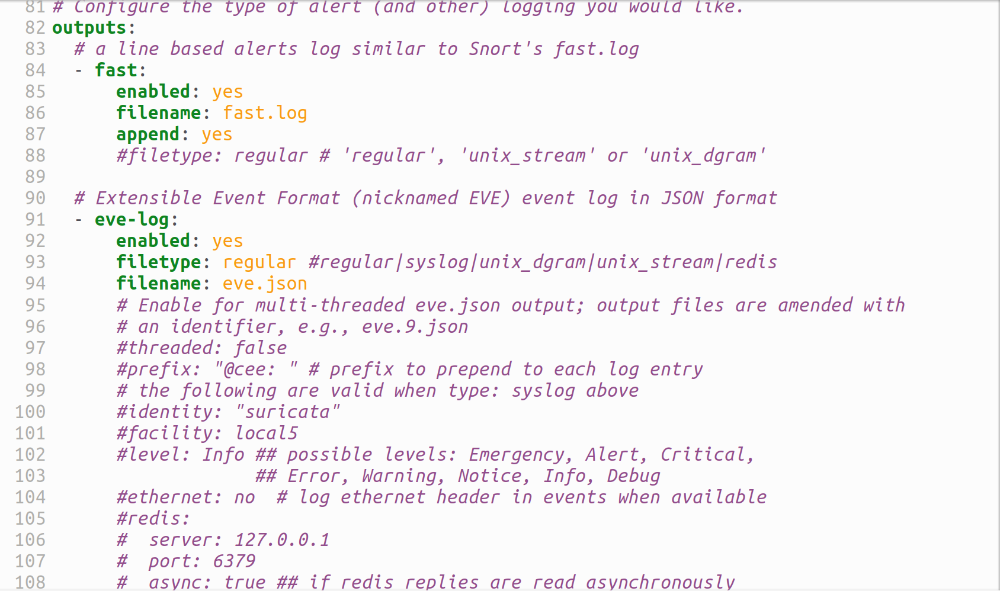 81 # Configure the type of alert (and other) logging you would like.
82 outputs:
83   # a line based alerts log similar to Snort's fast.log
84   - fast:
85       enabled: yes
86       filename: fast.log
87       append: yes
88       #filetype: regular # 'regular', 'unix_stream' or 'unix_dgram'
89
90   # Extensible Event Format (nicknamed EVE) event log in JSON format
91   - eve-log:
92       enabled: yes
93       filetype: regular #regular|syslog|unix_dgram|unix_stream|redis
94       filename: eve.json
95       # Enable for multi-threaded eve.json output; output files are amended with
96       # an identifier, e.g., eve.9.json
97       #threaded: false
98       #prefix: "@cee: " # prefix to prepend to each log entry
99       # the following are valid when type: syslog above
100       #identity: "suricata"
101       #facility: local5
102       #level: Info ## possible levels: Emergency, Alert, Critical,
103                    ## Error, Warning, Notice, Info, Debug
104       #ethernet: no  # log ethernet header in events when available
105       #redis:
106       #  server: 127.0.0.1
107       #  port: 6379
108       #  async: true ## if redis replies are read asynchronously